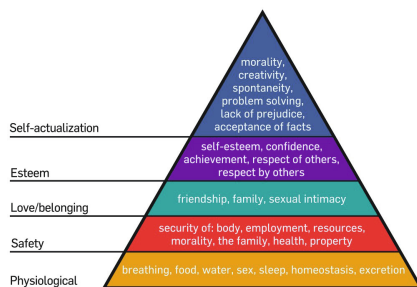 morality,
creativity,
spontaneity,
problem solving,
lack of prejudice,
acceptance of facts
Self-actualization
self-esteem, confidence,
achievement, respect of others,
respect by others
Esteem
friendship, family, sexual intimacy
Love/belonging
security of: body, employment, resources,
morality, the family, health, property
Safety
breathing, food, water, sex, sleep, homeostasis, excretion
Physiological